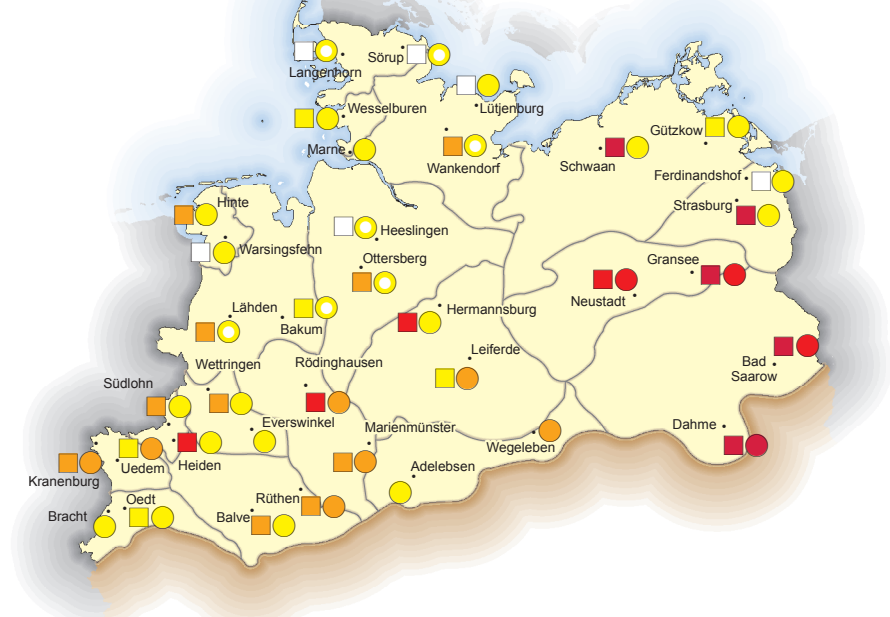 Langenhorn
Sörup
Lütjenburg
Wesselburen
Marne
Wankendorf
Schwaan
Gützkow
Ferdinandshof
Strasburg
Hinte
Warsingsfehn
Heeslingen
Ottersberg
Gransee
Neustadt
Lähden
Bakum
Hermannsburg
Leiferde
Bad
Saarow
Wettringen
Rödinghausen
Südlohn
Everswinkel
Marienmünster
Wegeleben
Dahme
Kranenburg
Uedem
Heiden
Adelebsen
Oedt
Bracht
Rüthen
Balve